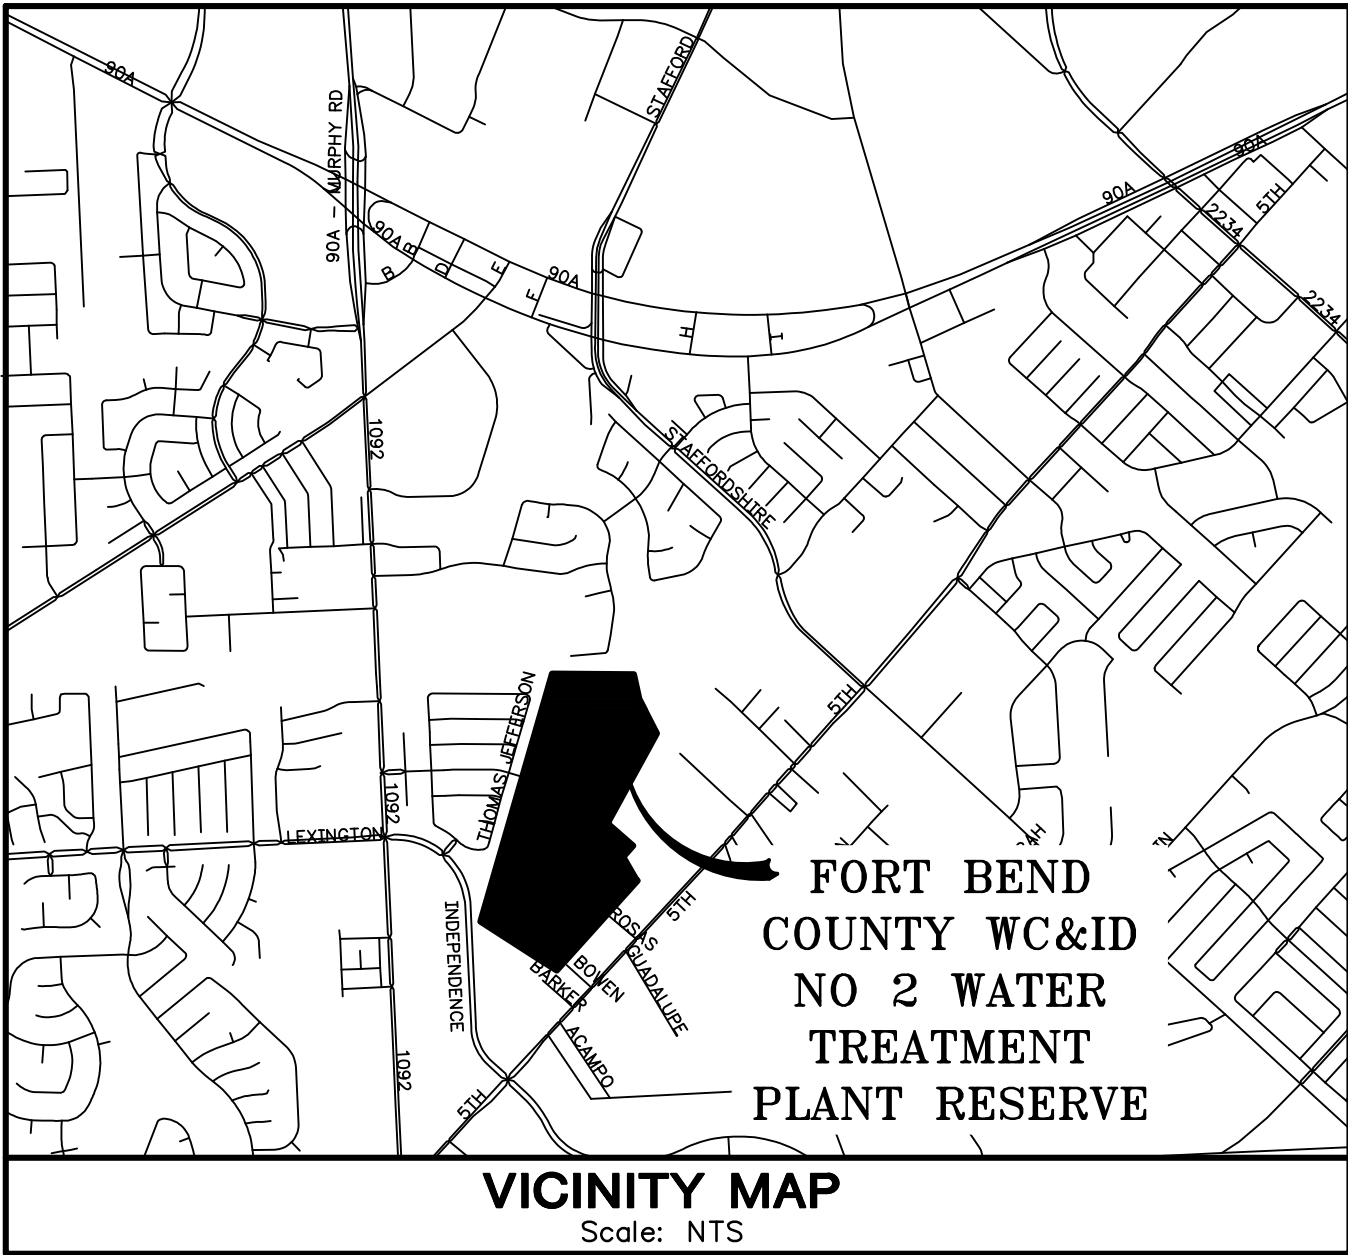 90A
STAFFORD
90A – MURPHY RD
90A
90A
5TH
2234
90A
B
B
D
E
90A
F
2234
H
I
1092
STAFFORDSHIRE
THOMAS JEFFERSON
5TH
1092
LEXINGTON
INDEPENDENCE
5TH
ROSAS
GUADALUPE
BOWEN
BARKER
ACAMPO
1092
5TH
FORT BEND
COUNTY WC&ID
NO 2 WATER
TREATMENT
PLANT RESERVE
VICINITY MAP
Scale: NTS